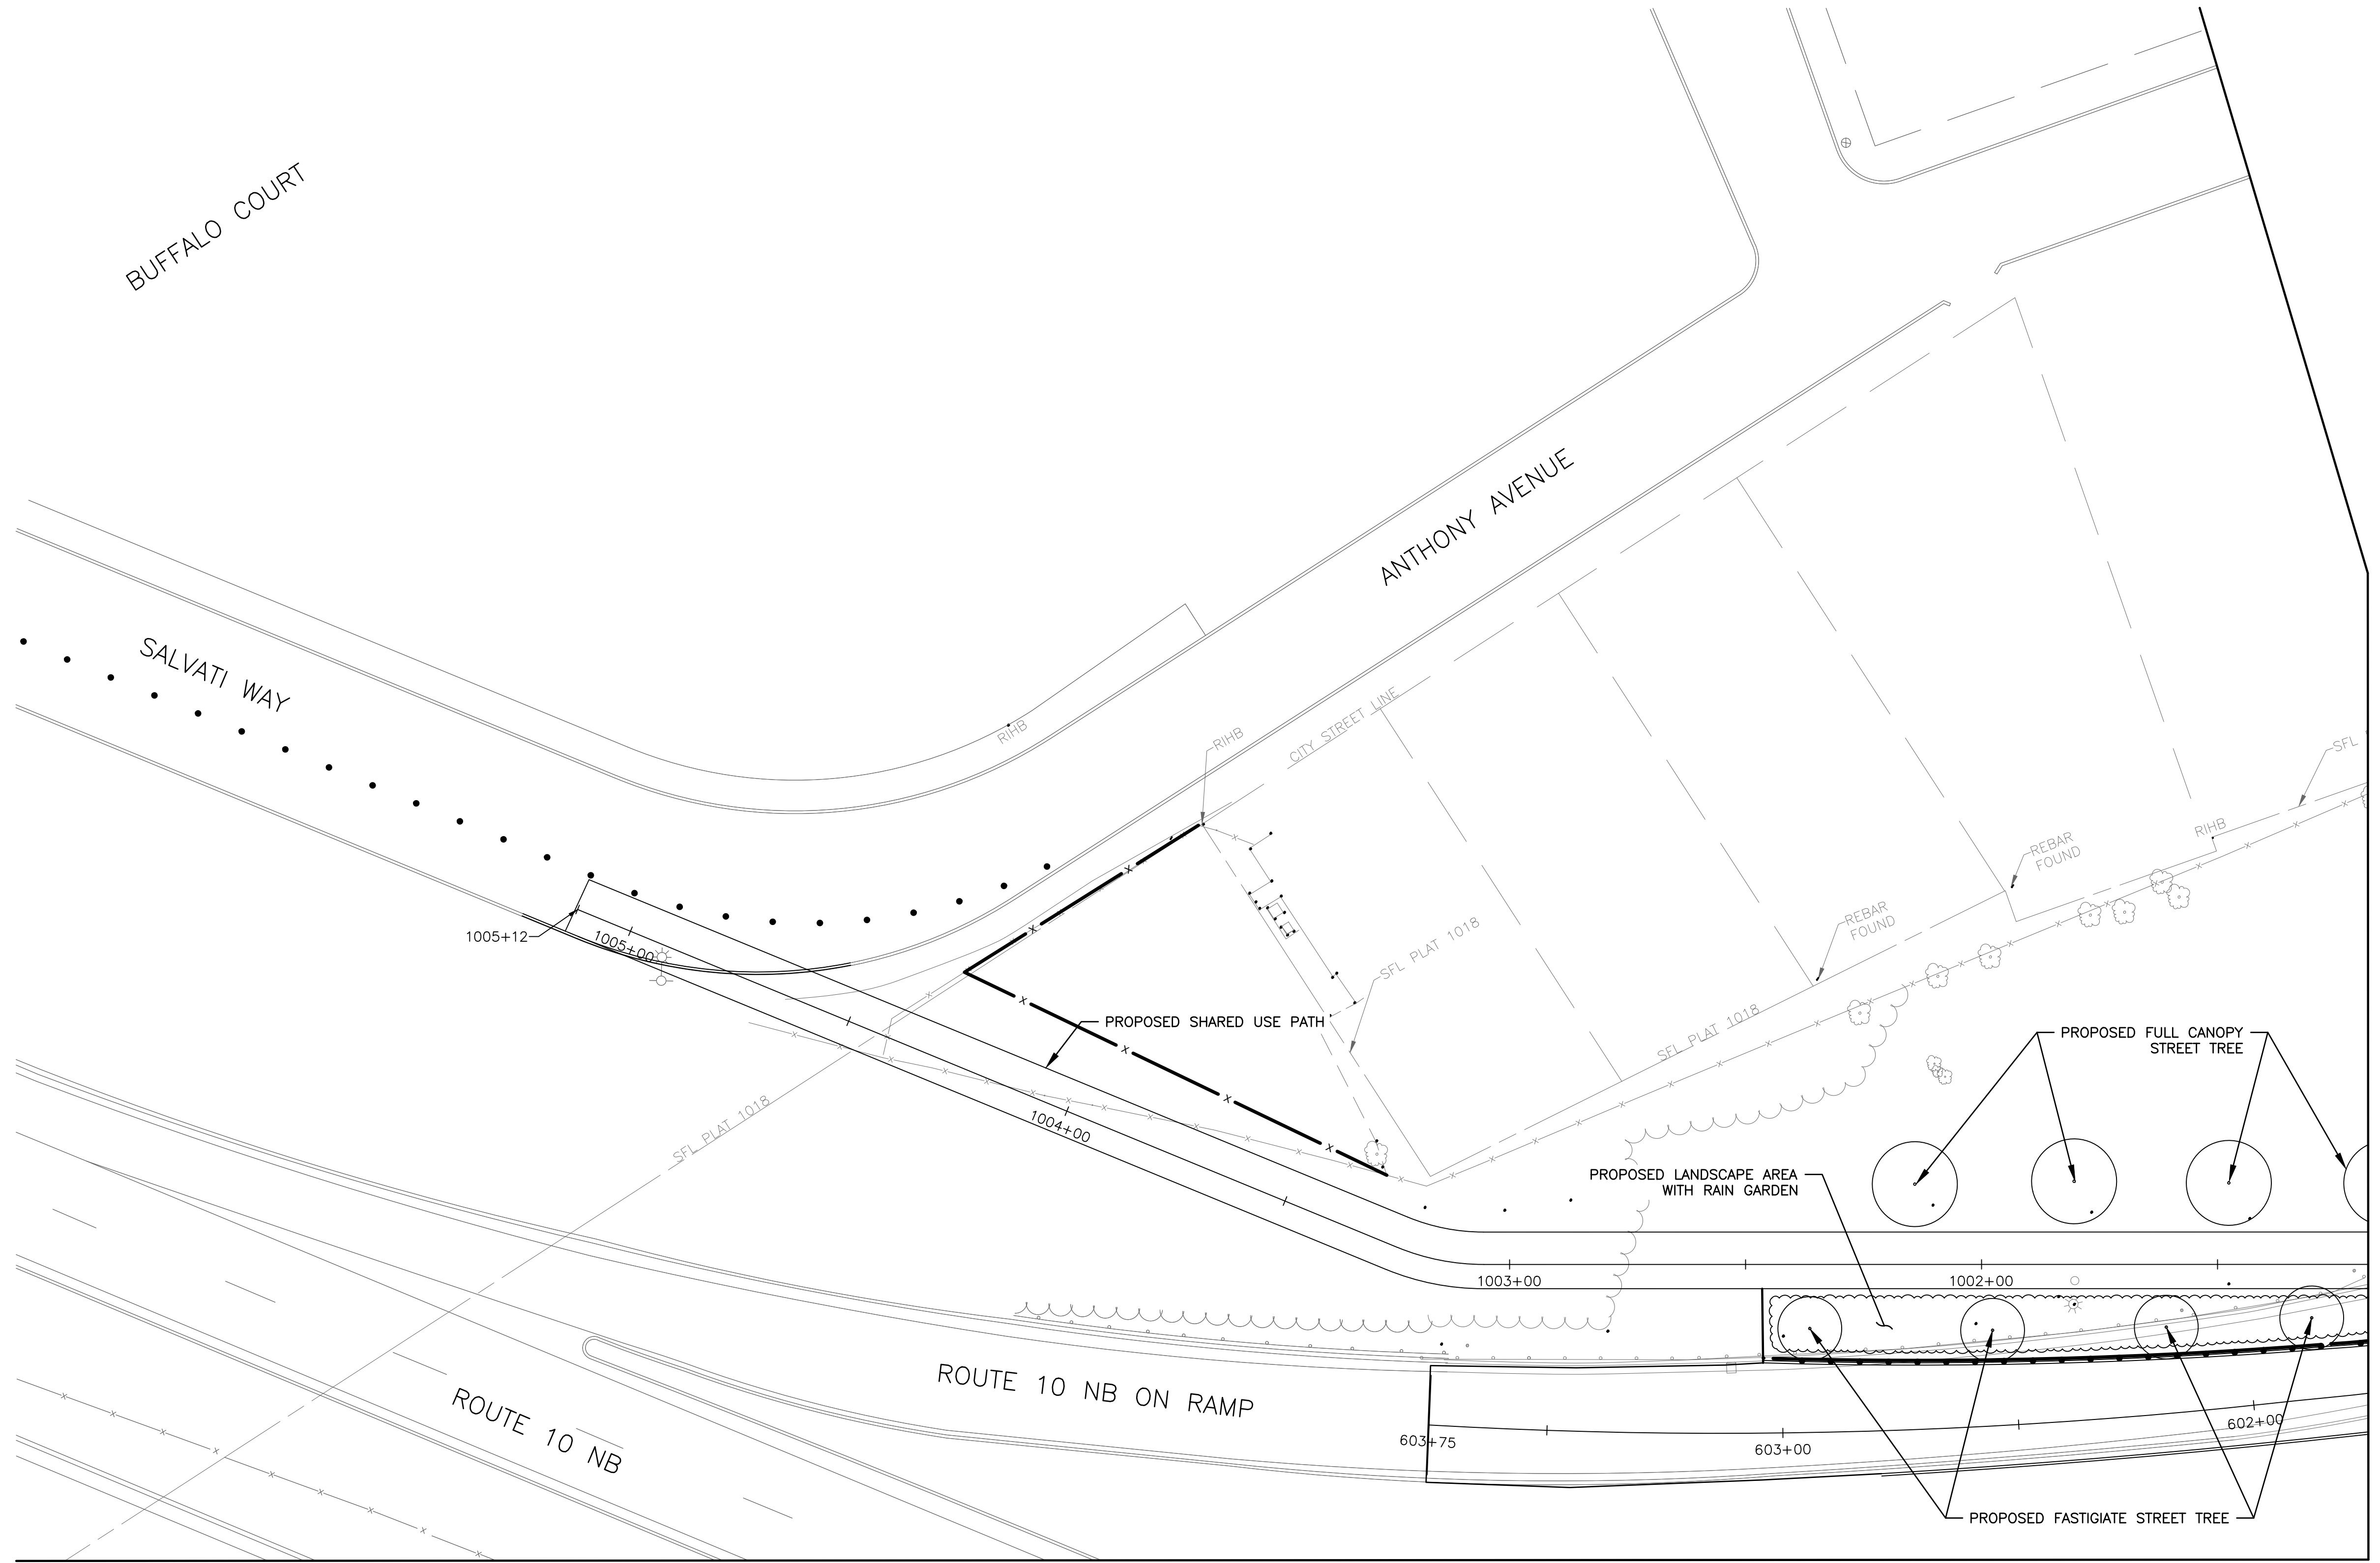 BUFFALO COURT
ANTHONY AVENUE
SALVATI WAY
RIHB
RIHB
CITY STREET LINE
SFL
RIHB
REBAR
FOUND
REBAR
FOUND
SFL PLAT 1018
1005+12
1005+00
PROPOSED SHARED USE PATH
SFL PLAT 1018
PROPOSED FULL CANOPY
STREET TREE
1004+00
SFL PLAT 1018
PROPOSED LANDSCAPE AREA
WITH RAIN GARDEN
1003+00
1002+00
ROUTE 10 NB ON RAMP
ROUTE 10 NB
603+75
603+00
602+00
PROPOSED FASTIGIATE STREET TREE